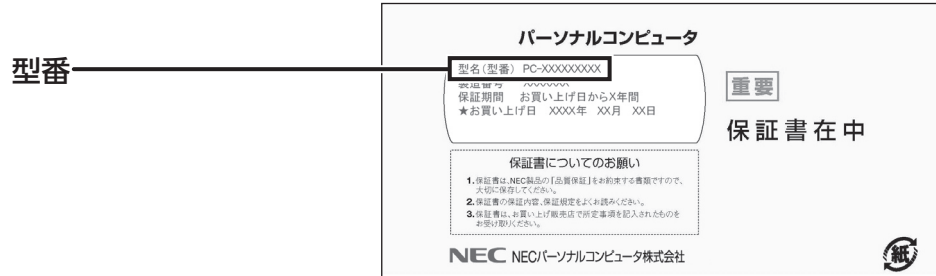 型番
パーソナルコンピュータ
型名(型番) PC-XXXXXXXXX
製造番号 XXXXXXX
保証期間 お買い上げ日からX年間
★お買い上げ日 XXXX年 XX月 XX日
重要
保証書在中
保証書についてのお願い
1.保証書は、NEC製品の「品質保証」をお約束する書類ですので、
大切に保存してください。
2.保証書の保証内容、保証規定をよくお読みください。
3.保証書は、お買い上げ販売店で所定事項を記入されたものを
お受け取りください。
NEC NECパーソナルコンピュータ株式会社
紙